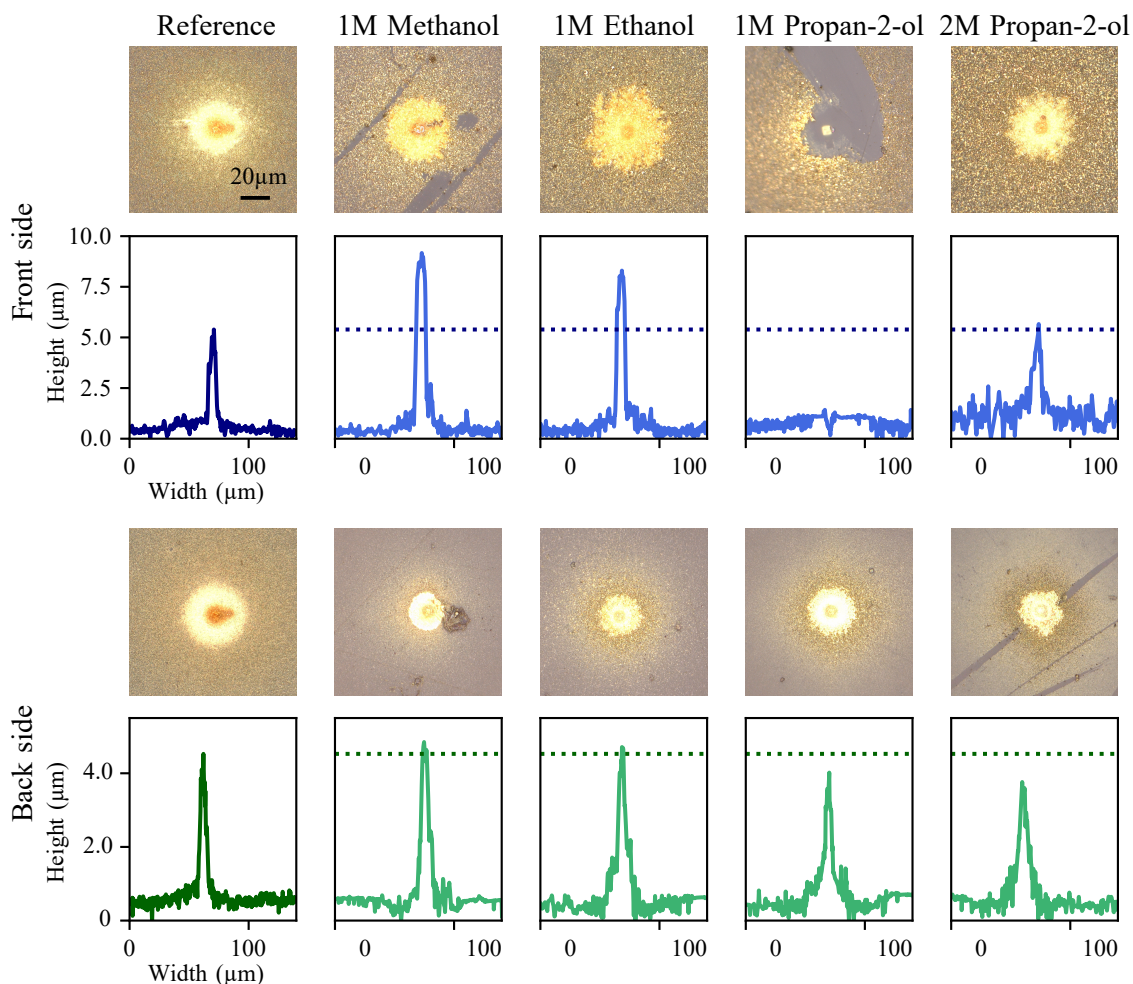 Reference 1M Methanol 1M Ethanol 1M Propan-2-ol 2M Propan-2-ol
20µm
Front side
Height (µm)
10.0
7.5
5.0
2.5
0.0
0 100 0 100 0 100 0 100 0 100
Width (µm)
Back side
Height (µm)
4.0
2.0
0
0 100 0 100 0 100 0 100 0 100
Width (µm)